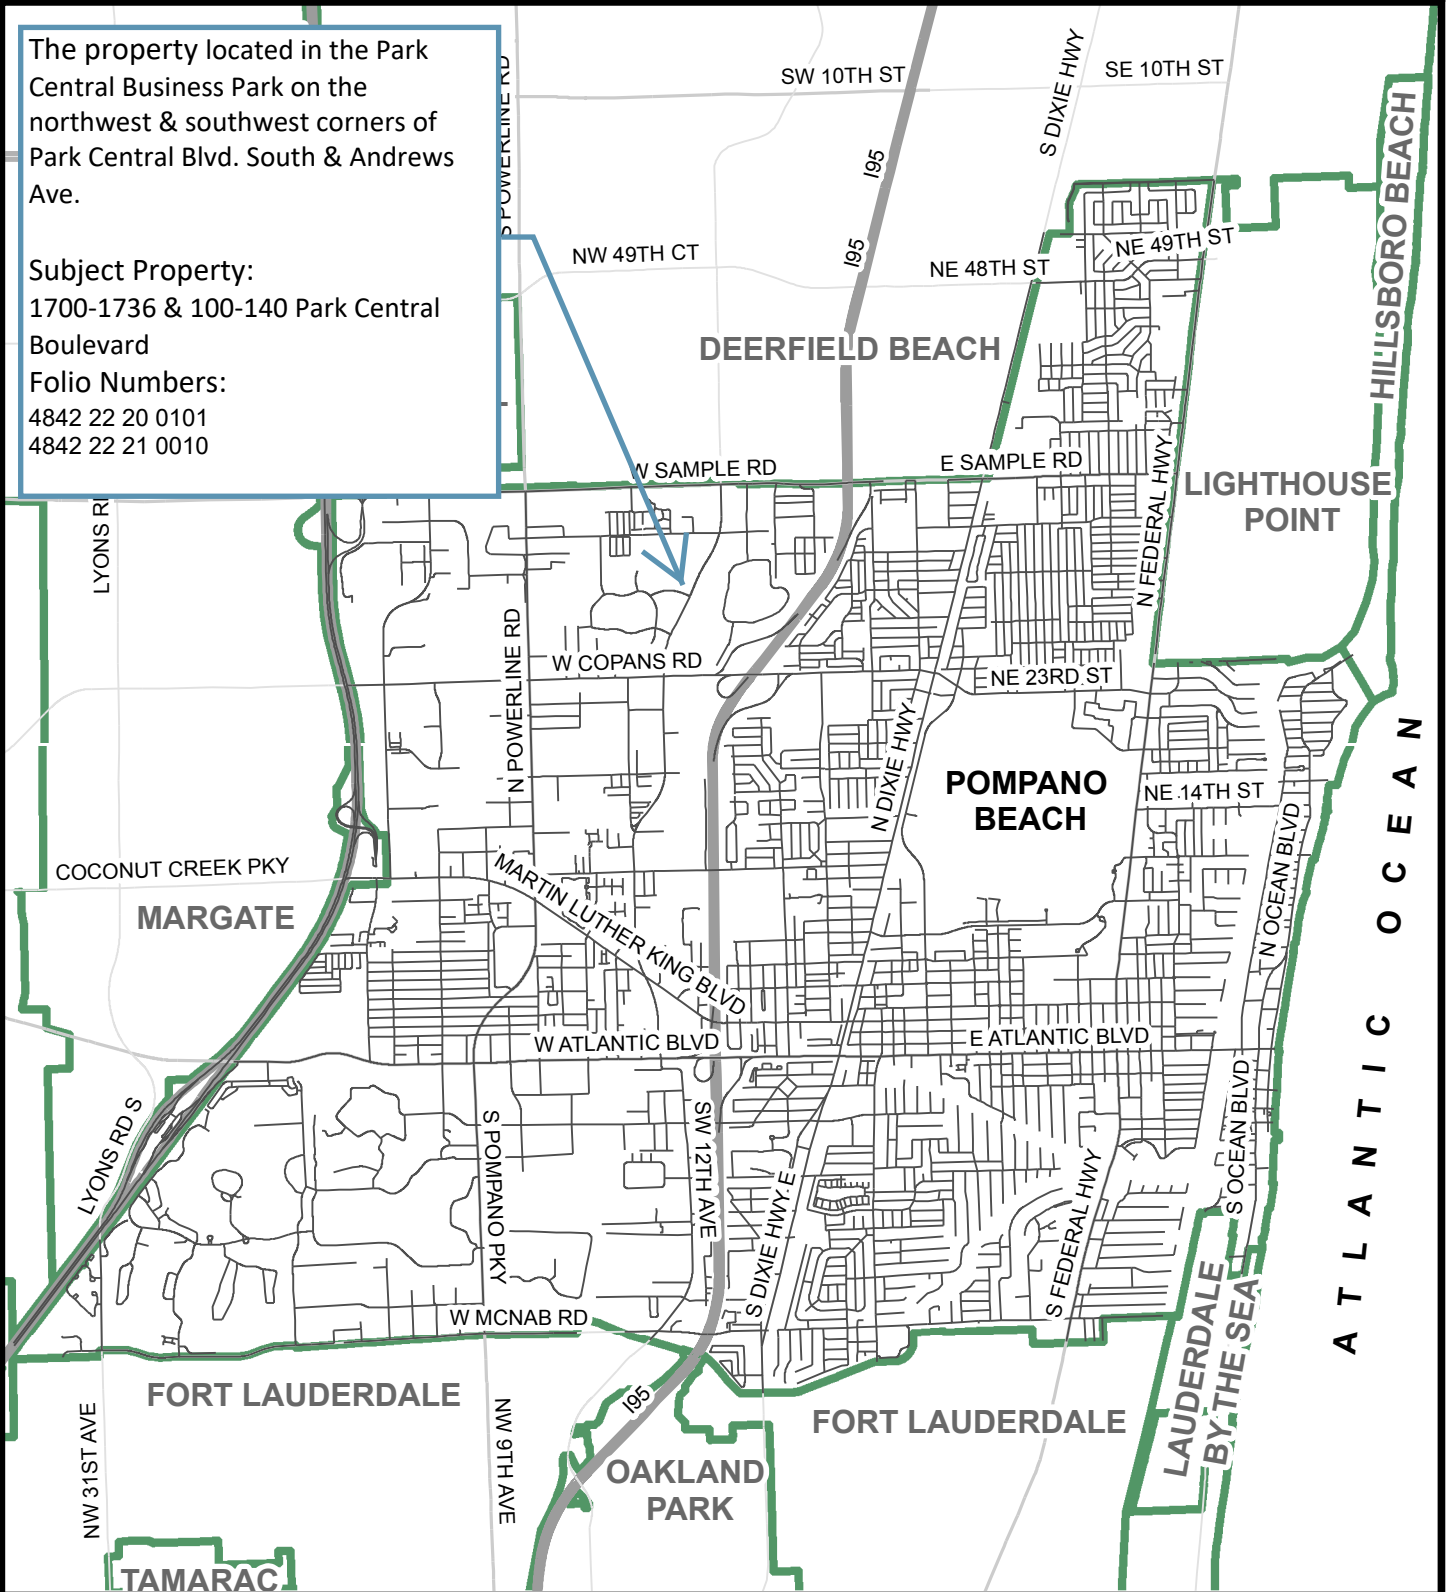 The property located in the Park
Central Business Park on the
northwest & southwest corners of
Park Central Blvd. South & Andrews
Ave.
Subject Property:
1700-1736 & 100-140 Park Central
Boulevard
Folio Numbers:
4842 22 20 0101
4842 22 21 0010
S POWERLINE RD
SW 10TH ST
SE 10TH ST
S DIXIE HWY
I95
I95
NW 49TH CT
NE 48TH ST
NE 49TH ST
HILLSBORO BEACH
DEERFIELD BEACH
W SAMPLE RD
E SAMPLE RD
N FEDERAL HWY
LIGHTHOUSE
POINT
LYONS R
N POWERLINE RD
W COPANS RD
NE 23RD ST
N DIXIE HWY
POMPANO
BEACH
NE 14TH ST
N OCEAN BLVD
ATLANTIC OCEAN
COCONUT CREEK PKY
MARGATE
MARTIN LUTHER KING BLVD
W ATLANTIC BLVD
E ATLANTIC BLVD
LYONS RD S
S POMPANO PKY
SW 12TH AVE
S DIXIE HWY E
S FEDERAL HWY
S OCEAN BLVD
W MCNAB RD
LAUDERDALE
BY THE SEA
FORT LAUDERDALE
FORT LAUDERDALE
I95
NW 31ST AVE
NW 9TH AVE
OAKLAND
PARK
TAMARAC